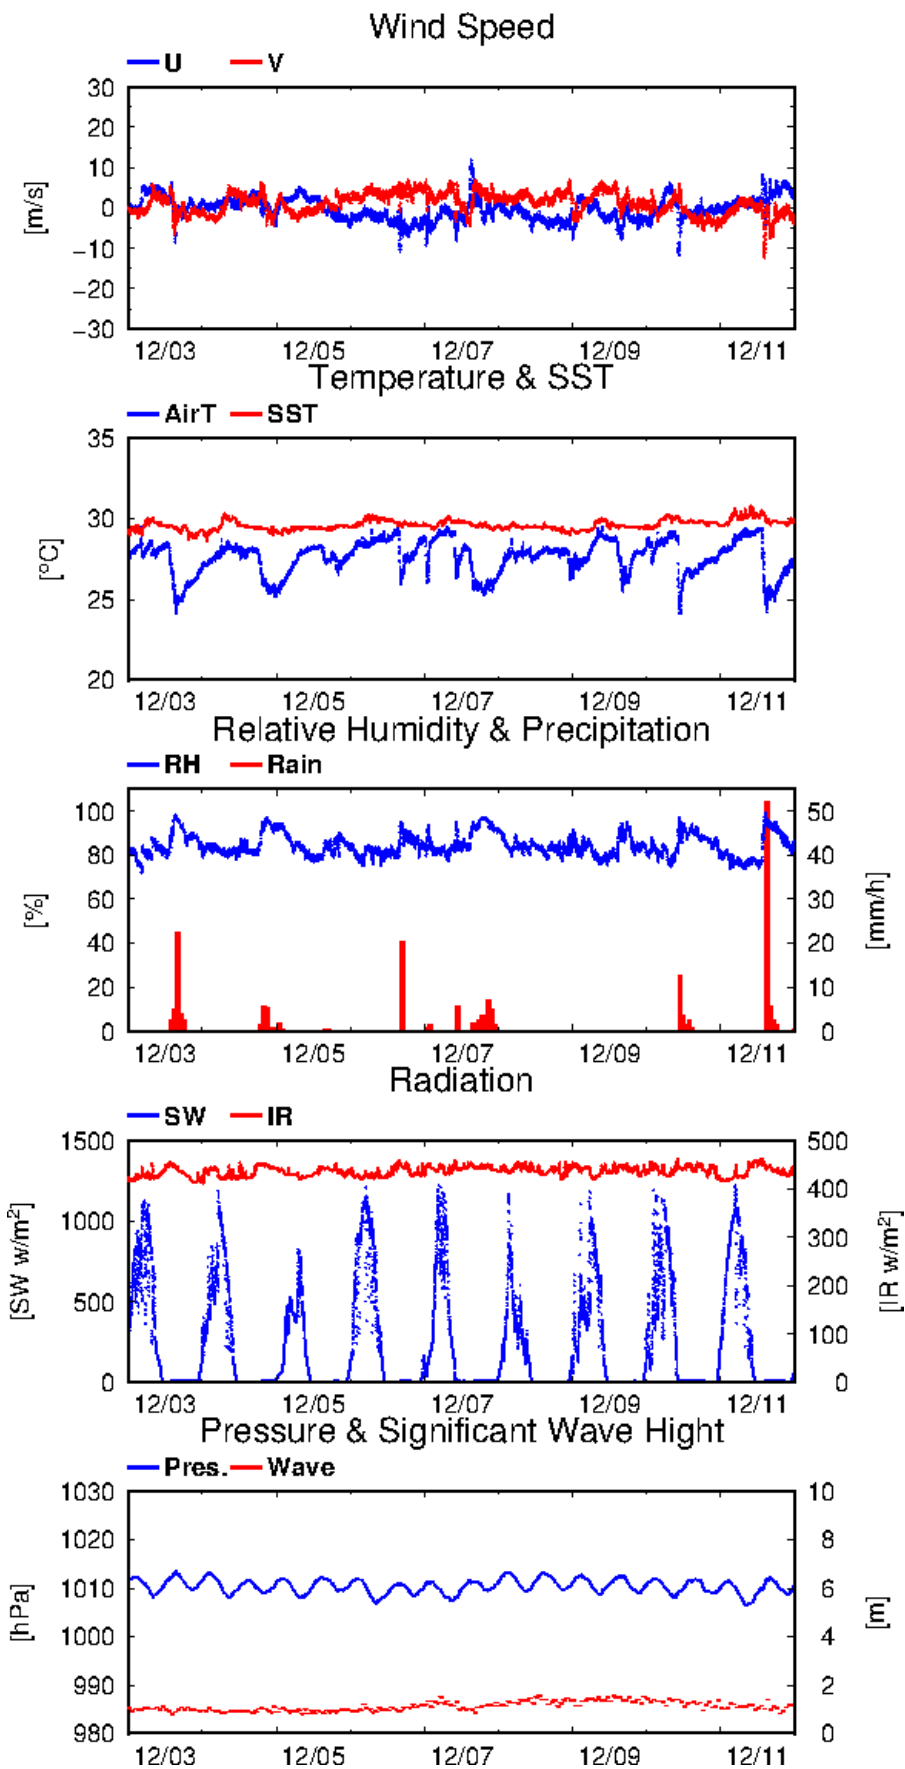 Wind Speed
U V
30
20
10
0
−10
−20
−30
[m/s]
12/03 12/05 12/07 12/09 12/11
Temperature & SST
AirT SST
35
30
25
20
[°C]
12/03 12/05 12/07 12/09 12/11
Relative Humidity & Precipitation
RH Rain
100 50
80 40
60 30
40 20
20 10
0 0
[%] [mm/h]
12/03 12/05 12/07 12/09 12/11
Radiation
SW IR
1500 500
400
1000 300
200
500 100
0 0
[SW w/m²] [IR w/m²]
12/03 12/05 12/07 12/09 12/11
Pressure & Significant Wave Hight
Pres. Wave
1030 10
1020 8
1010 6
1000 4
990 2
980 0
[hPa] [m]
12/03 12/05 12/07 12/09 12/11